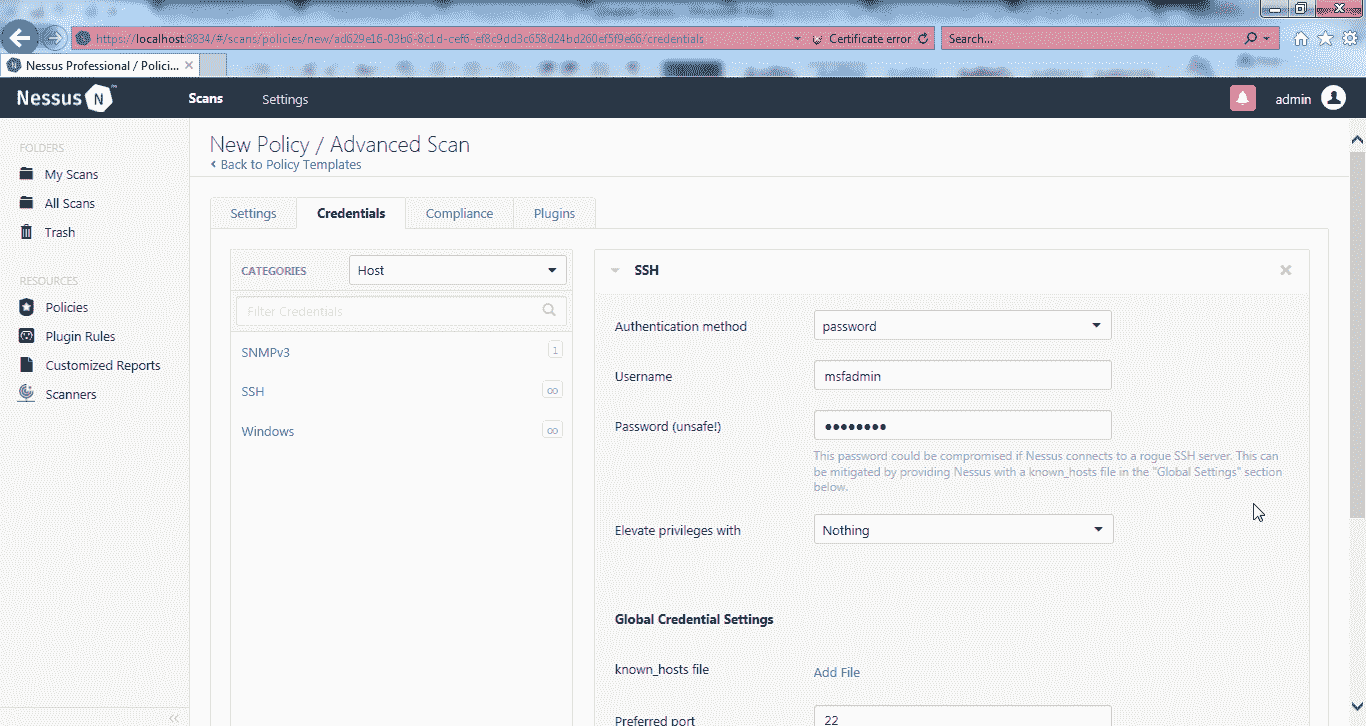 https://localhost:8834/#/scans/policies/new/ad629e16-03b6-8c1d-cef6-ef8c9dd3c658d24bd260ef5f9e66/credentials
Certificate error
Search...
Nessus Professional / Polici...
Nessus N
Scans
Settings
admin
FOLDERS
My Scans
All Scans
Trash
RESOURCES
Policies
Plugin Rules
Customized Reports
Scanners
New Policy / Advanced Scan
Back to Policy Templates
Settings
Credentials
Compliance
Plugins
CATEGORIES
Host
Filter Credentials
SNMPv3
1
SSH
∞
Windows
∞
SSH
Authentication method
password
Username
msfadmin
Password (unsafe!)
••••••••
This password could be compromised if Nessus connects to a rogue SSH server. This can
be mitigated by providing Nessus with a known_hosts file in the "Global Settings" section
below.
Elevate privileges with
Nothing
Global Credential Settings
known_hosts file
Add File
Preferred port
22